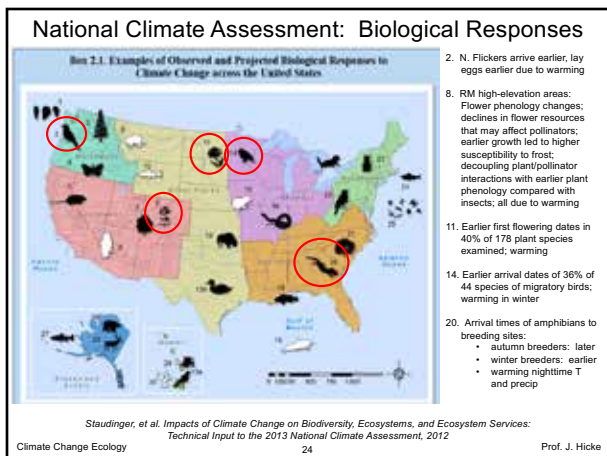 National Climate Assessment: Biological Responses
Box 2.1. Examples of Observed and Projected Biological Responses to
Climate Change across the United States
2. N. Flickers arrive earlier, lay
eggs earlier due to warming
8. RM high-elevation areas:
Flower phenology changes;
declines in flower resources
that may affect pollinators;
earlier growth led to higher
susceptibility to frost;
decoupling plant/pollinator
interactions with earlier plant
phenology compared with
insects; all due to warming
11. Earlier first flowering dates in
40% of 178 plant species
examined; warming
14. Earlier arrival dates of 36% of
44 species of migratory birds;
warming in winter
20. Arrival times of amphibians to
breeding sites:
• autumn breeders: later
• winter breeders: earlier
• warming nighttime T
and precip
Gulf of
Mexico
Staudinger, et al. Impacts of Climate Change on Biodiversity, Ecosystems, and Ecosystem Services:
Technical Input to the 2013 National Climate Assessment, 2012
Climate Change Ecology
24
Prof. J. Hicke